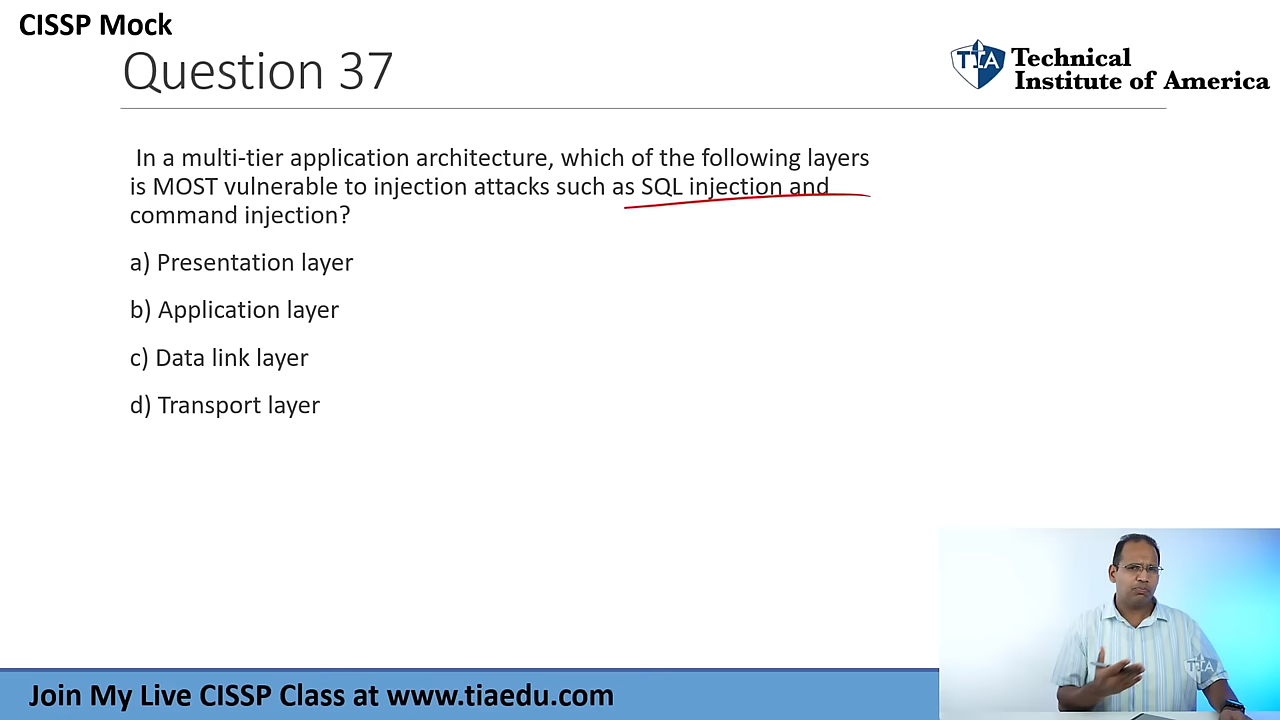 CISSP Mock
Question 37
TIA
Technical
Institute of America
In a multi-tier application architecture, which of the following layers
is MOST vulnerable to injection attacks such as SQL injection and
command injection?
a) Presentation layer
b) Application layer
c) Data link layer
d) Transport layer
TIA
Join My Live CISSP Class at www.tiaedu.com